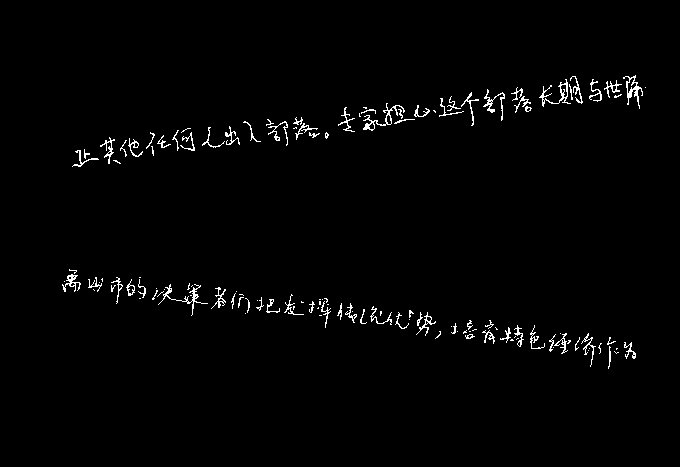 止其他任何人出入部落。专家担心这个部落长期与世隔
禹州市的决策者们把发挥传统优势，培育特色经济作为